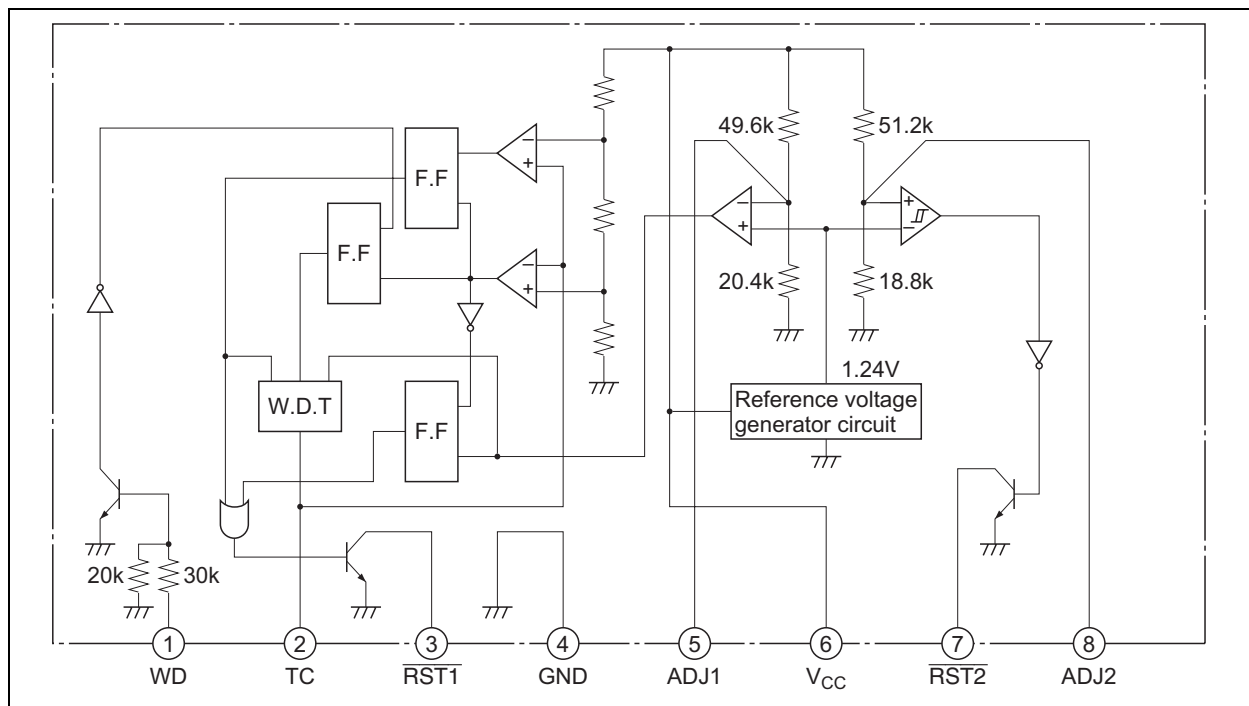 49.6k
51.2k
F.F
−
+
−
+
+
−
F.F
−
+
20.4k
18.8k
1.24V
Reference voltage
generator circuit
W.D.T
F.F
20k
30k
1
2
3
4
5
6
7
8
WD
TC
RST1
GND
ADJ1
VCC
RST2
ADJ2